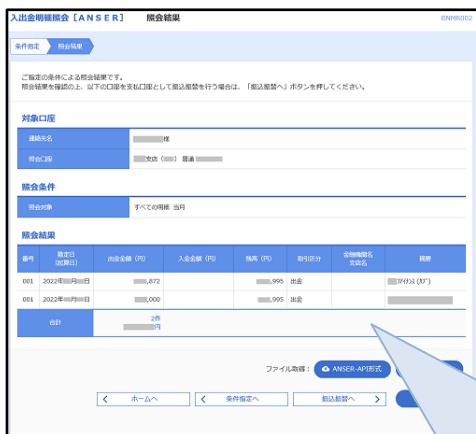 入出金明細照会［ANSER］ 照会結果 BNMR002
条件指定 照会結果
ご指定の条件による照会結果です。
照会結果を確認の上、以下の口座を支払口座として振込振替を行う場合は、「振込振替へ」ボタンを押してください。
対象口座
連絡先名 様
照会口座 支店 ( ) 普通
照会条件
照会対象 すべての明細 当月
照会結果
番号 勘定日 (起算日) 出金金額 (円) 入金金額 (円) 残高 (円) 取引区分 金融機関名 支店名 摘要
001 2022年 月 日 ,872 ,995 出金
001 2022年 月 日 ,000 ,995 出金
合計 2件
円
ファイル取得： ANSER-API形式
ホームへ 条件指定へ 振込振替へ